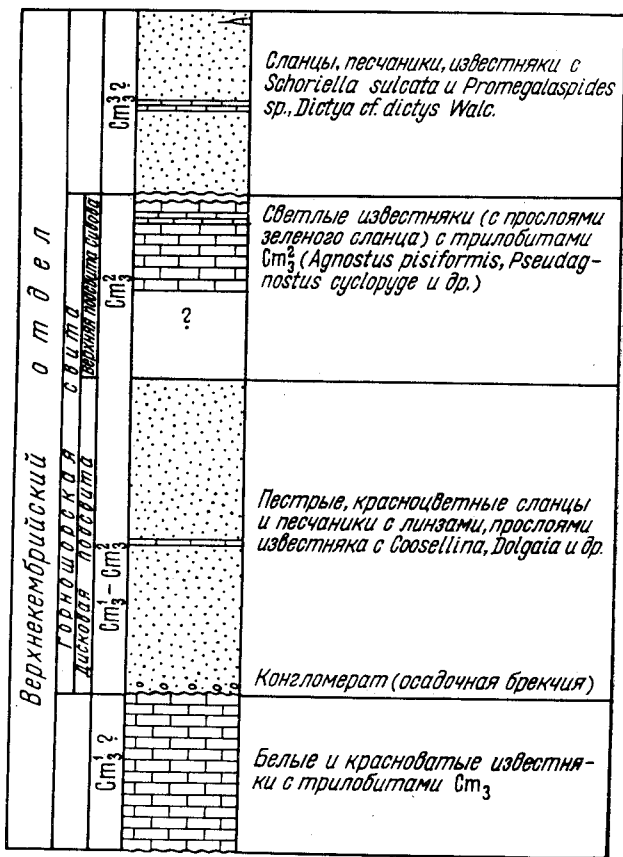 Верхнекембрийский отдел
Горношорская свита
Дисковая подсвита
верхняя подсвита
Cm₃³ ?
Cm₃²
Cm₃¹ – Cm₃²
Cm₃¹ ?
?
Сланцы, песчаники, известняки с
Schoriella sulcata и Promegalaspides
sp., Dictya cf. dictys Walc.
Светлые известняки (с прослоями
зеленого сланца) с трилобитами
Cm₃² (Agnostus pisiformis, Pseudag-
nostus cyclopyge и др.)
Пестрые, красноцветные сланцы
и песчаники с линзами, прослоями
известняка с Coosellina, Dolgaia и др.
Конгломерат (осадочная брекчия)
Белые и красноватые известня-
ки с трилобитами Cm₃